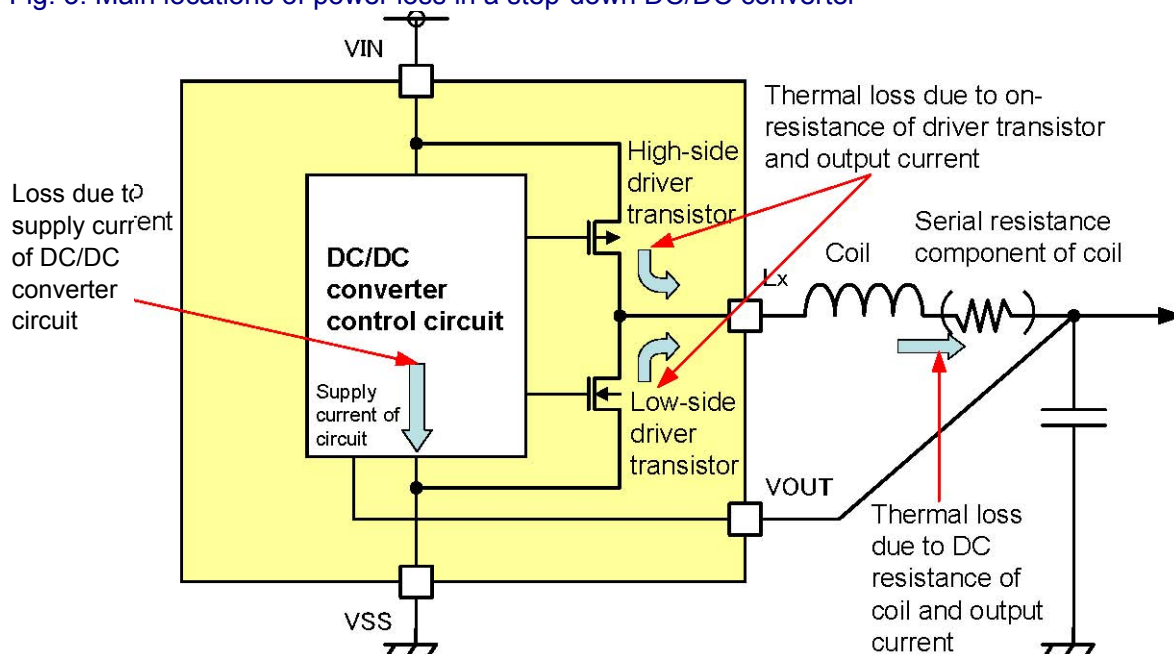 Fig. 3. Main locations of power loss in a step-down DC/DC converter
VIN
Thermal loss due to on-
resistance of driver transistor
and output current
High-side
driver
transistor
Loss due to
supply current
of DC/DC
converter
circuit
DC/DC
converter
control circuit
Supply
current of
circuit
Lx
Coil
Serial resistance
component of coil
Low-side
driver
transistor
VOUT
Thermal loss
due to DC
resistance of
coil and output
current
VSS